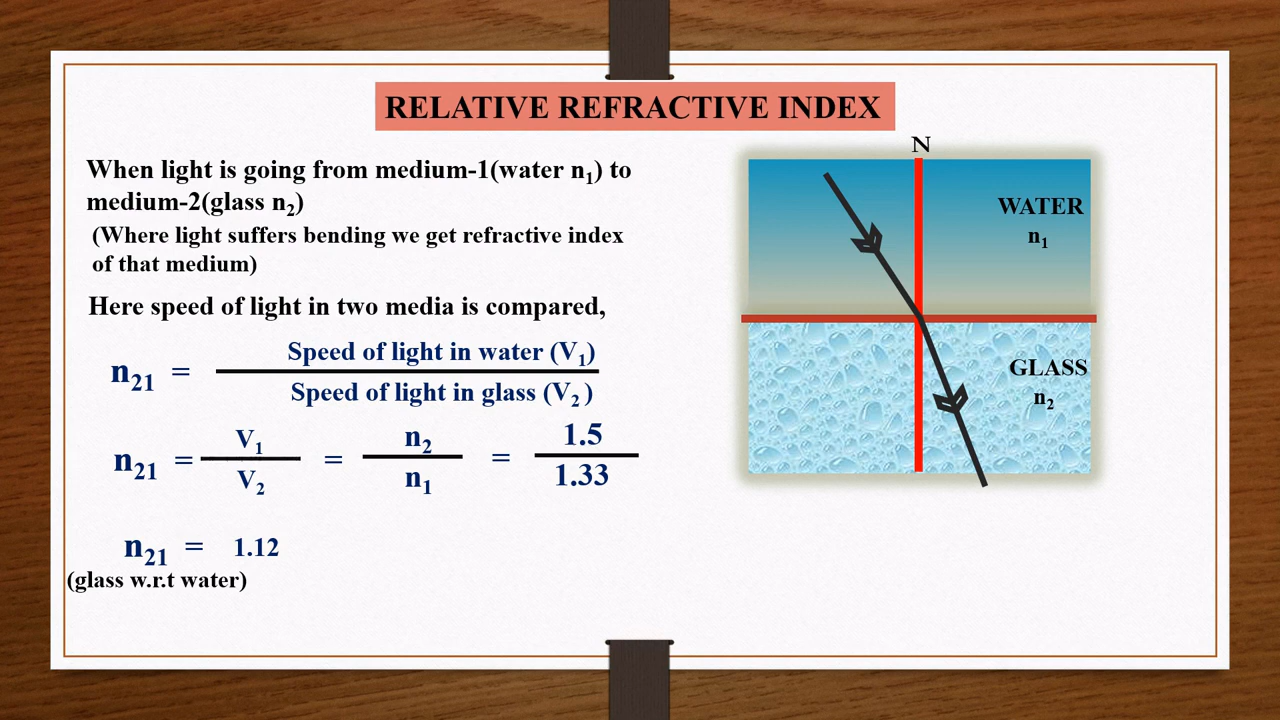 RELATIVE REFRACTIVE INDEX
When light is going from medium-1(water n₁) to
medium-2(glass n₂)
(Where light suffers bending we get refractive index
of that medium)
Here speed of light in two media is compared,
n₂₁ = Speed of light in water (V₁)
Speed of light in glass (V₂ )
n₂₁ = V₁ / V₂ = n₂ / n₁ = 1.5 / 1.33
n₂₁ = 1.12
(glass w.r.t water)
N
WATER
n₁
GLASS
n₂